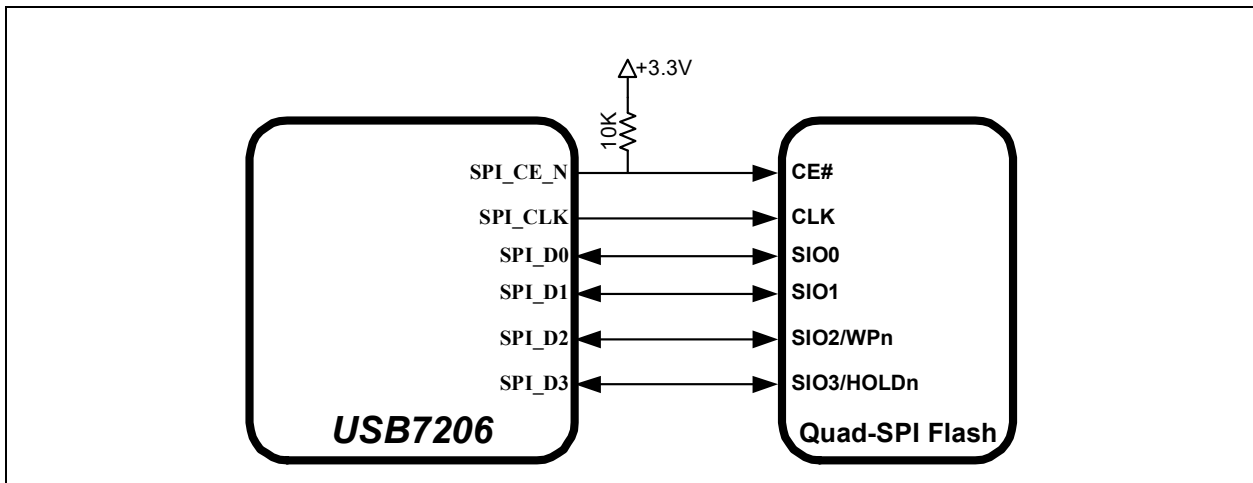 +3.3V
10K
SPI_CE_N CE#
SPI_CLK CLK
SPI_D0 SIO0
SPI_D1 SIO1
SPI_D2 SIO2/WPn
SPI_D3 SIO3/HOLDn
USB7206 Quad-SPI Flash